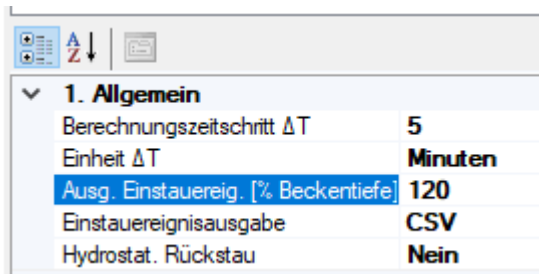 A
Z
1. Allgemein
Berechnungszeitschritt ΔT 5
Einheit ΔT Minuten
Ausg. Einstauereig. [% Beckentiefe] 120
Einstauereignisausgabe CSV
Hydrostat. Rückstau Nein